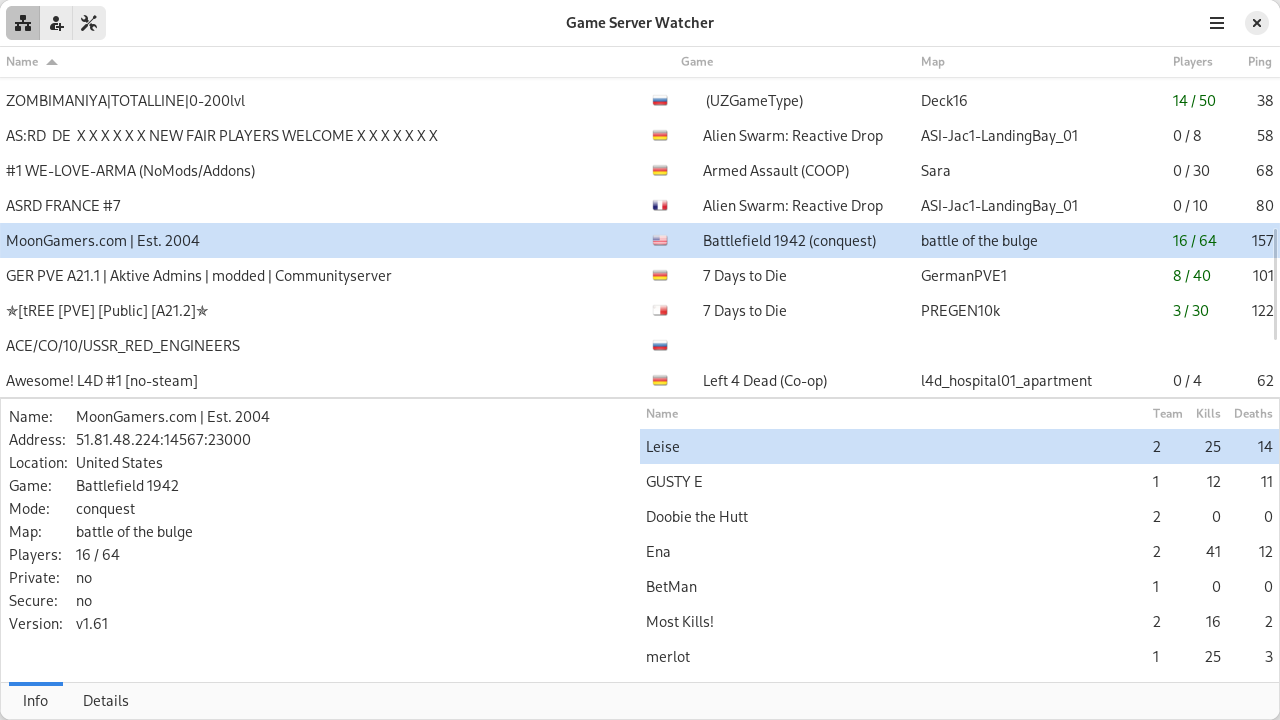 Game Server Watcher
Name Game Map Players Ping
ZOMBIMANIYA|TOTALLINE|0-200lvl (UZGameType) Deck16 14 / 50 38
AS:RD DE X X X X X X NEW FAIR PLAYERS WELCOME X X X X X X X Alien Swarm: Reactive Drop ASI-Jac1-LandingBay_01 0 / 8 58
#1 WE-LOVE-ARMA (NoMods/Addons) Armed Assault (COOP) Sara 0 / 30 68
ASRD FRANCE #7 Alien Swarm: Reactive Drop ASI-Jac1-LandingBay_01 0 / 10 80
MoonGamers.com | Est. 2004 Battlefield 1942 (conquest) battle of the bulge 16 / 64 157
GER PVE A21.1 | Aktive Admins | modded | Communityserver 7 Days to Die GermanPVE1 8 / 40 101
✯[tREE [PVE] [Public] [A21.2]✯ 7 Days to Die PREGEN10k 3 / 30 122
ACE/CO/10/USSR_RED_ENGINEERS
Awesome! L4D #1 [no-steam] Left 4 Dead (Co-op) l4d_hospital01_apartment 0 / 4 62
Name: MoonGamers.com | Est. 2004
Address: 51.81.48.224:14567:23000
Location: United States
Game: Battlefield 1942
Mode: conquest
Map: battle of the bulge
Players: 16 / 64
Private: no
Secure: no
Version: v1.61
Name Team Kills Deaths
Leise 2 25 14
GUSTY E 1 12 11
Doobie the Hutt 2 0 0
Ena 2 41 12
BetMan 1 0 0
Most Kills! 2 16 2
merlot 1 25 3
Info Details